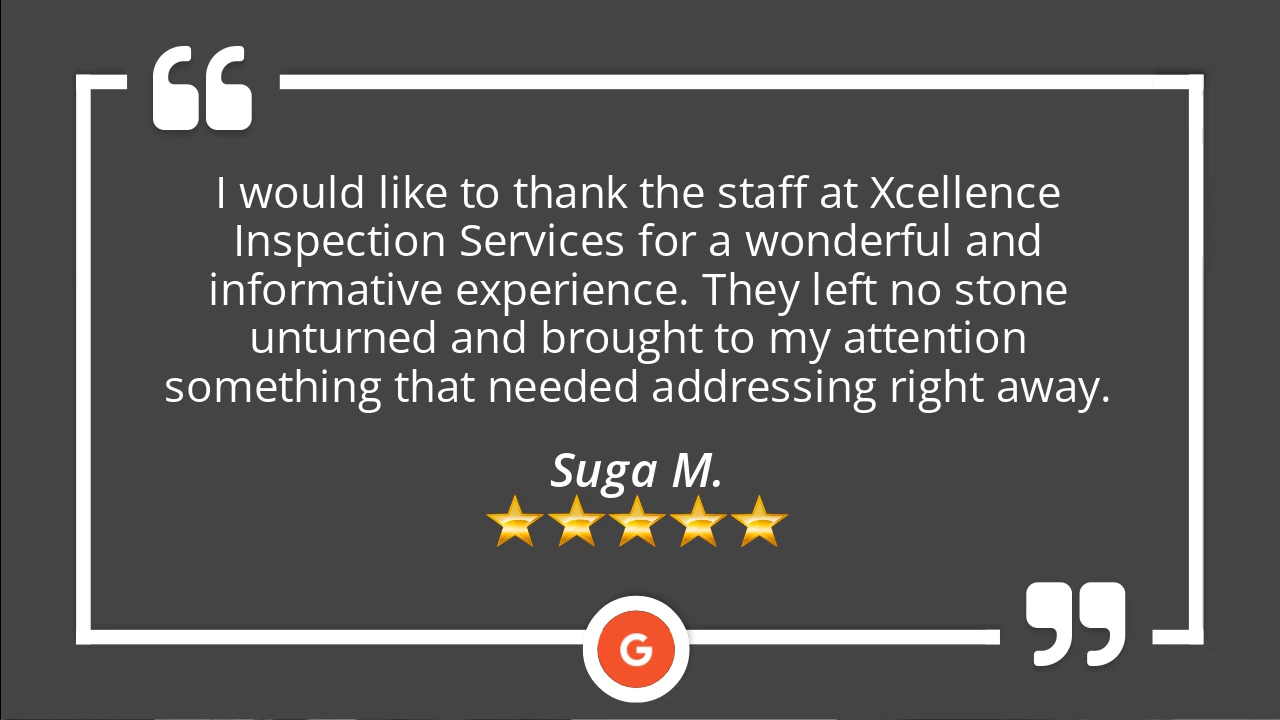 I would like to thank the staff at Xcellence
Inspection Services for a wonderful and
informative experience. They left no stone
unturned and brought to my attention
something that needed addressing right away.
Suga M.
G